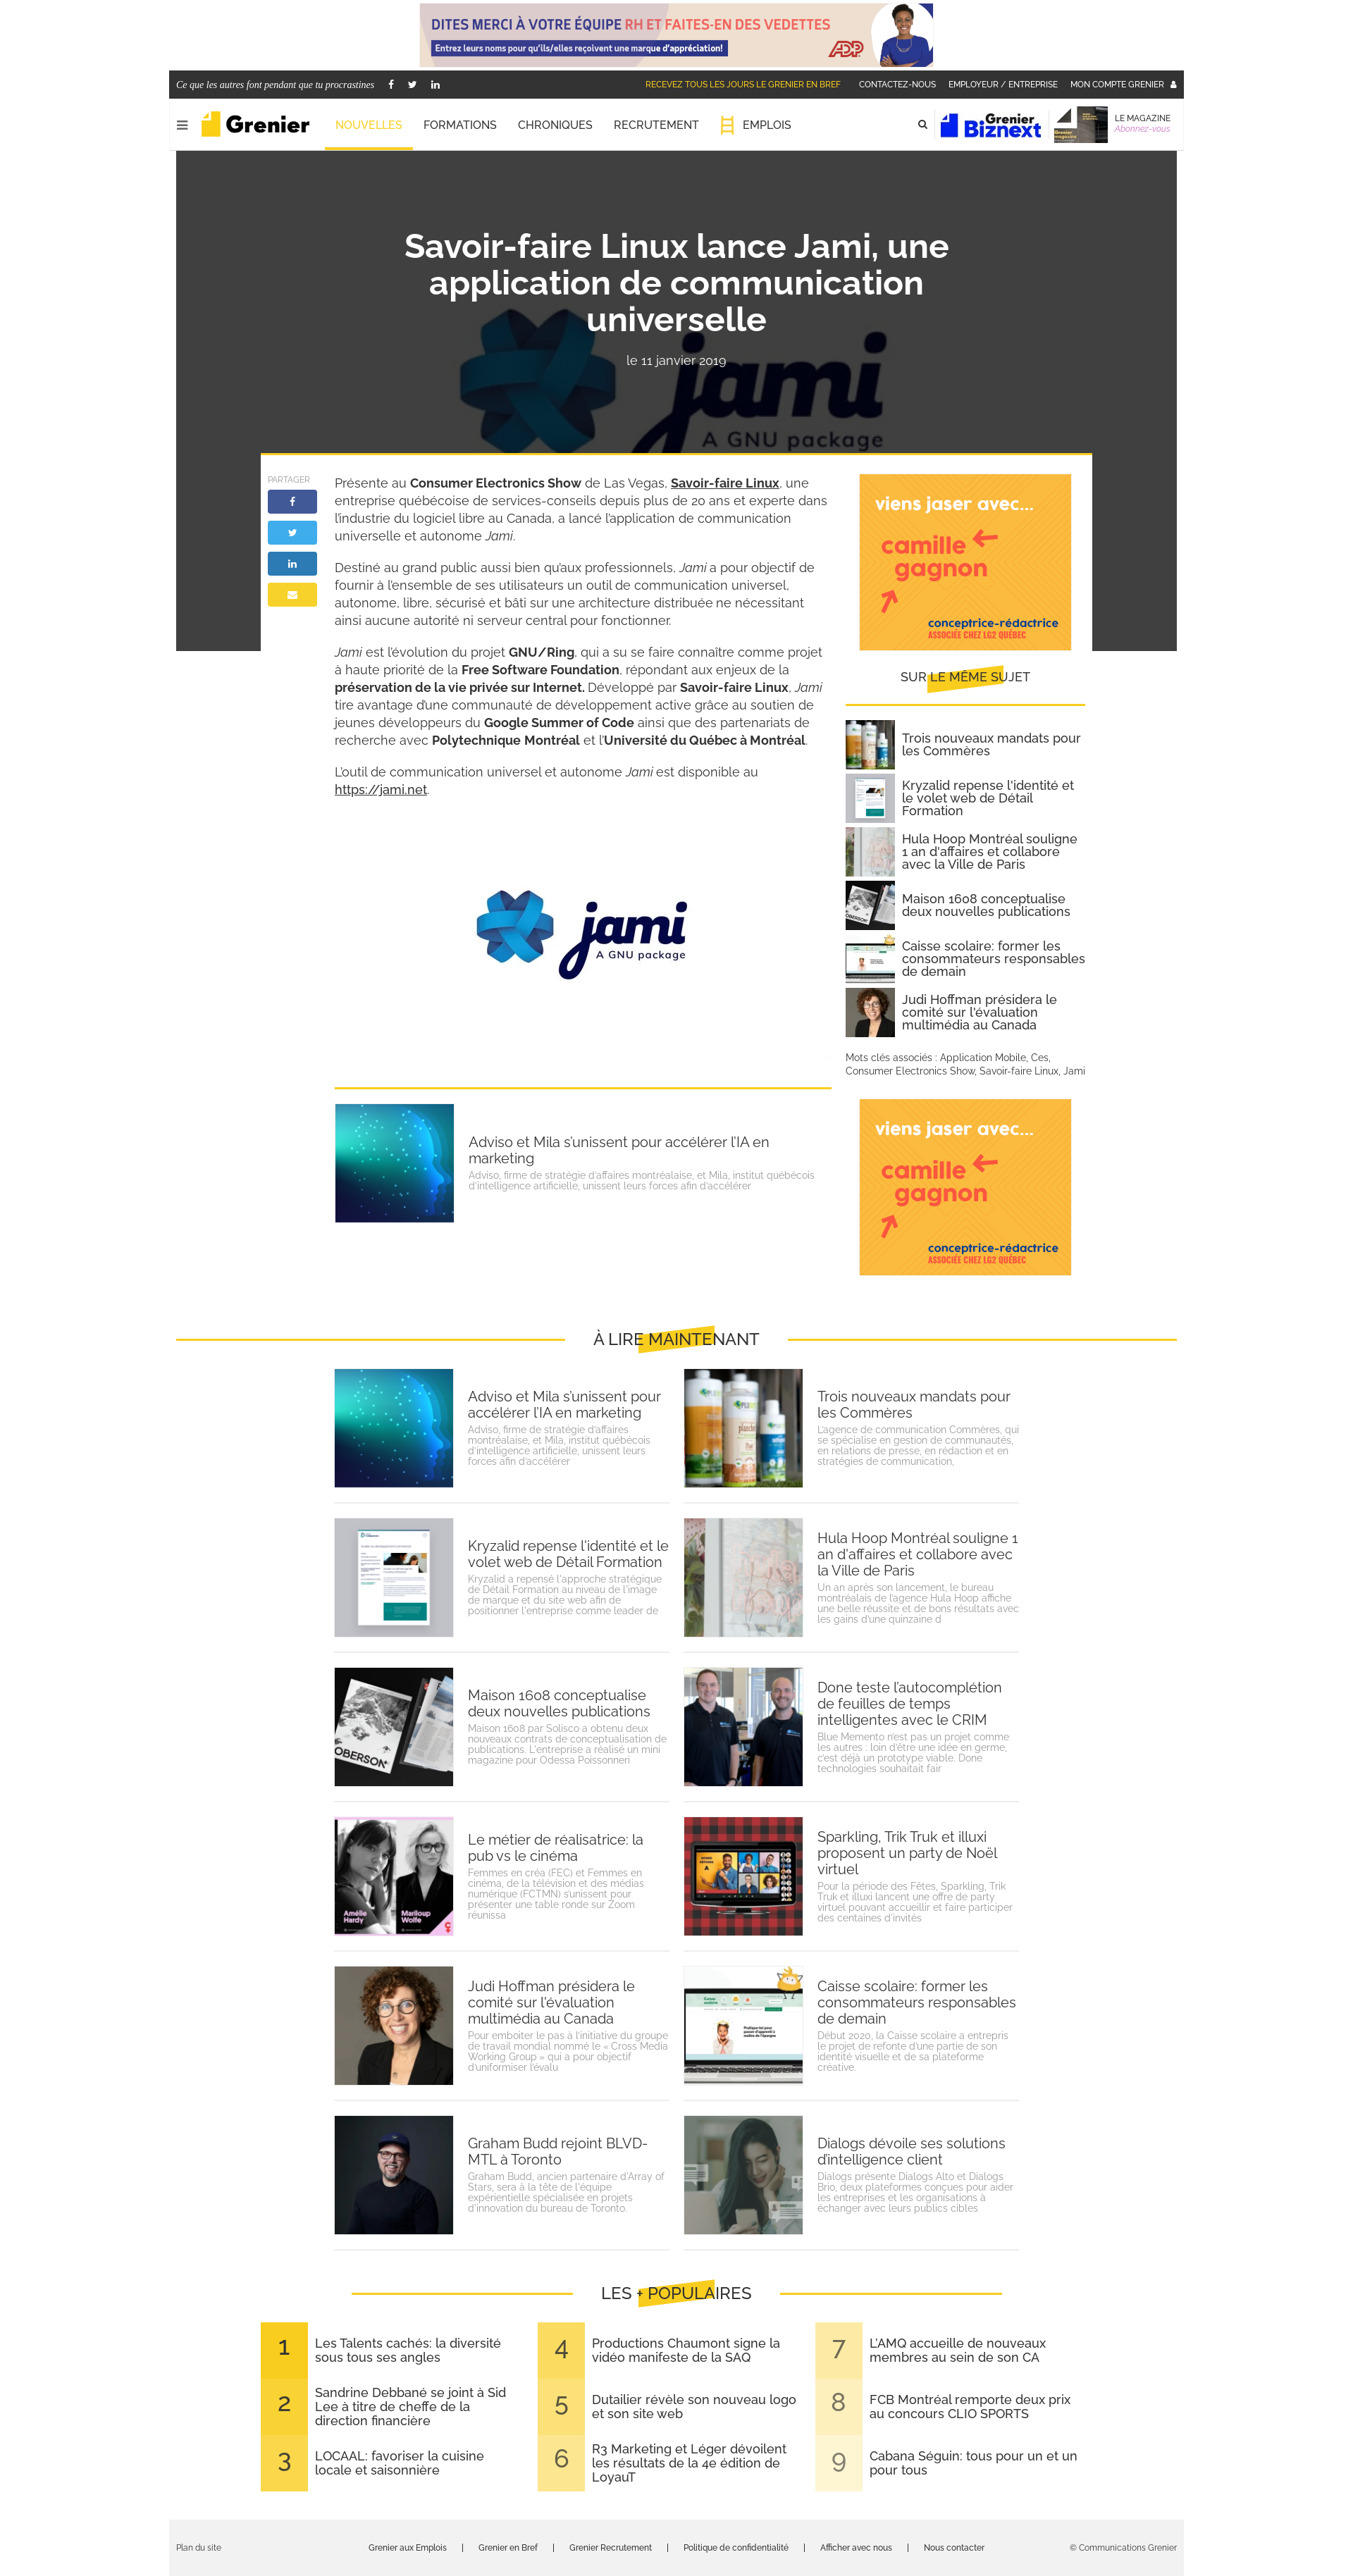 DITES MERCI À VOTRE ÉQUIPE RH ET FAITES-EN DES VEDETTES
Entrez leurs noms pour qu'ils/elles reçoivent une marque d'appréciation!
ADP
Ce que les autres font pendant que tu procrastines
RECEVEZ TOUS LES JOURS LE GRENIER EN BREF
CONTACTEZ-NOUS
EMPLOYEUR / ENTREPRISE
MON COMPTE GRENIER
Grenier
NOUVELLES
FORMATIONS
CHRONIQUES
RECRUTEMENT
EMPLOIS
Grenier
Biznext
Grenier
magazine
LE MAGAZINE
Abonnez-vous
Savoir-faire Linux lance Jami, une
application de communication
universelle
le 11 janvier 2019
jami
A GNU package
PARTAGER
Présente au Consumer Electronics Show de Las Vegas, Savoir-faire Linux, une
entreprise québécoise de services-conseils depuis plus de 20 ans et experte dans
l’industrie du logiciel libre au Canada, a lancé l’application de communication
universelle et autonome Jami.
Destiné au grand public aussi bien qu’aux professionnels, Jami a pour objectif de
fournir à l’ensemble de ses utilisateurs un outil de communication universel,
autonome, libre, sécurisé et bâti sur une architecture distribuée ne nécessitant
ainsi aucune autorité ni serveur central pour fonctionner.
Jami est l’évolution du projet GNU/Ring, qui a su se faire connaître comme projet
à haute priorité de la Free Software Foundation, répondant aux enjeux de la
préservation de la vie privée sur Internet. Développé par Savoir-faire Linux, Jami
tire avantage d’une communauté de développement active grâce au soutien de
jeunes développeurs du Google Summer of Code ainsi que des partenariats de
recherche avec Polytechnique Montréal et l’Université du Québec à Montréal.
L’outil de communication universel et autonome Jami est disponible au
https://jami.net.
jami
A GNU package
viens jaser avec...
camille
gagnon
conceptrice-rédactrice
ASSOCIÉE CHEZ LG2 QUÉBEC
SUR LE MÊME SUJET
Trois nouveaux mandats pour
les Commères
Kryzalid repense l'identité et
le volet web de Détail
Formation
Hula Hoop Montréal souligne
1 an d'affaires et collabore
avec la Ville de Paris
Maison 1608 conceptualise
deux nouvelles publications
OBERSON
Caisse scolaire: former les
consommateurs responsables
de demain
Judi Hoffman présidera le
comité sur l'évaluation
multimédia au Canada
Mots clés associés : Application Mobile, Ces,
Consumer Electronics Show, Savoir-faire Linux, Jami
viens jaser avec...
camille
gagnon
conceptrice-rédactrice
ASSOCIÉE CHEZ LG2 QUÉBEC
Adviso et Mila s’unissent pour accélérer l’IA en
marketing
Adviso, firme de stratégie d’affaires montréalaise, et Mila, institut québécois
d'intelligence artificielle, unissent leurs forces afin d’accélérer
À LIRE MAINTENANT
Adviso et Mila s’unissent pour
accélérer l’IA en marketing
Adviso, firme de stratégie d’affaires
montréalaise, et Mila, institut québécois
d'intelligence artificielle, unissent leurs
forces afin d’accélérer
Trois nouveaux mandats pour
les Commères
L’agence de communication Commères, qui
se spécialise en gestion de communautés,
en relations de presse, en rédaction et en
stratégies de communication,
Kryzalid repense l'identité et le
volet web de Détail Formation
Kryzalid a repensé l'approche stratégique
de Détail Formation au niveau de l'image
de marque et du site web afin de
positionner l'entreprise comme leader de
Hula Hoop Montréal souligne 1
an d'affaires et collabore avec
la Ville de Paris
Un an après son lancement, le bureau
montréalais de l’agence Hula Hoop affiche
une belle réussite et de bons résultats avec
les gains d’une quinzaine d
OBERSON
Maison 1608 conceptualise
deux nouvelles publications
Maison 1608 par Solisco a obtenu deux
nouveaux contrats de conceptualisation de
publications. L'entreprise a réalisé un mini
magazine pour Odessa Poissonneri
Done teste l’autocomplétion
de feuilles de temps
intelligentes avec le CRIM
Blue Memento n’est pas un projet comme
les autres : loin d’être une idée en germe,
c’est déjà un prototype viable. Done
technologies souhaitait fair
Amélie
Hardy
Mariloup
Wolfe
Le métier de réalisatrice: la
pub vs le cinéma
Femmes en créa (FEC) et Femmes en
cinéma, de la télévision et des médias
numérique (FCTMN) s’unissent pour
présenter une table ronde sur Zoom
réunissa
Sparkling, Trik Truk et illuxi
proposent un party de Noël
virtuel
Pour la période des Fêtes, Sparkling, Trik
Truk et illuxi lancent une offre de party
virtuel pouvant accueillir et faire participer
des centaines d’invités
Judi Hoffman présidera le
comité sur l'évaluation
multimédia au Canada
Pour emboiter le pas à l’initiative du groupe
de travail mondial nommé le « Cross Media
Working Group » qui a pour objectif
d’uniformiser l’évalu
Caisse scolaire: former les
consommateurs responsables
de demain
Début 2020, la Caisse scolaire a entrepris
le projet de refonte d’une partie de son
identité visuelle et de sa plateforme
créative.
Graham Budd rejoint BLVD-
MTL à Toronto
Graham Budd, ancien partenaire d’Array of
Stars, sera à la tête de l'équipe
expérientielle spécialisée en projets
d'innovation du bureau de Toronto.
Dialogs dévoile ses solutions
d’intelligence client
Dialogs présente Dialogs Alto et Dialogs
Brio, deux plateformes conçues pour aider
les entreprises et les organisations à
échanger avec leurs publics cibles
LES + POPULAIRES
1
Les Talents cachés: la diversité
sous tous ses angles
2
Sandrine Debbané se joint à Sid
Lee à titre de cheffe de la
direction financière
3
LOCAAL: favoriser la cuisine
locale et saisonnière
4
Productions Chaumont signe la
vidéo manifeste de la SAQ
5
Dutailier révèle son nouveau logo
et son site web
6
R3 Marketing et Léger dévoilent
les résultats de la 4e édition de
LoyauT
7
L’AMQ accueille de nouveaux
membres au sein de son CA
8
FCB Montréal remporte deux prix
au concours CLIO SPORTS
9
Cabana Séguin: tous pour un et un
pour tous
Plan du site
Grenier aux Emplois | Grenier en Bref | Grenier Recrutement | Politique de confidentialité | Afficher avec nous | Nous contacter
© Communications Grenier